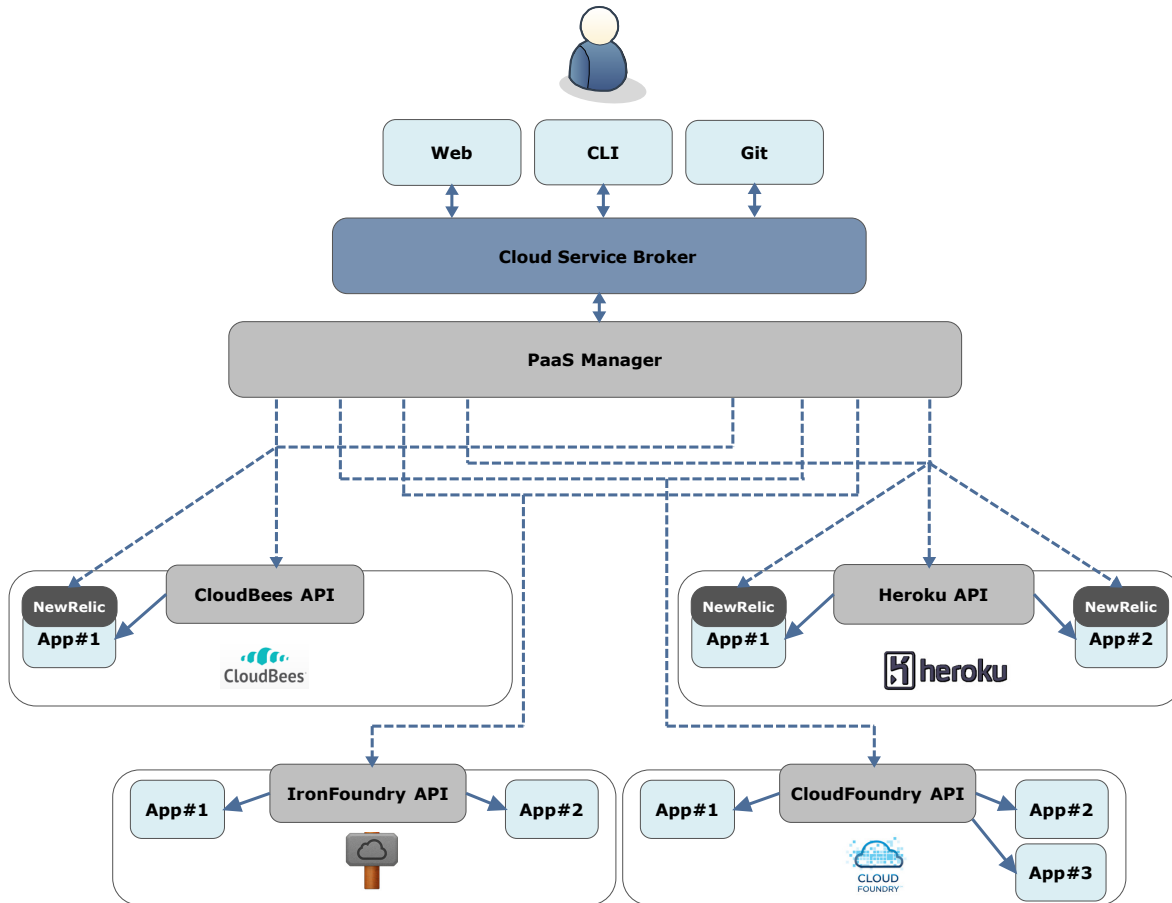 Web
CLI
Git
Cloud Service Broker
PaaS Manager
CloudBees API
NewRelic
App#1
CloudBees
Heroku API
NewRelic
NewRelic
App#1
App#2
heroku
IronFoundry API
App#1
App#2
CloudFoundry API
App#1
App#2
App#3
CLOUD
FOUNDRY